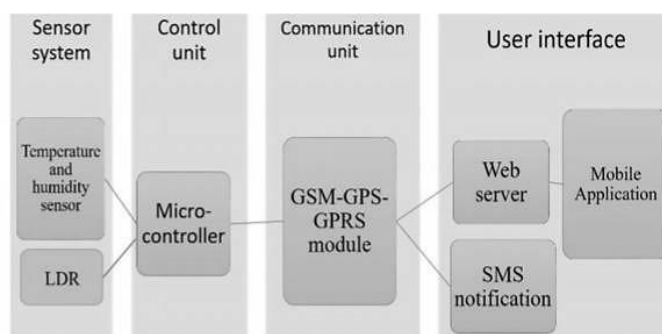 Sensor
system
Control
unit
Communication
unit
User interface
Temperature
and
humidity
sensor
LDR
Micro-
controller
GSM-GPS-
GPRS
module
Web
server
SMS
notification
Mobile
Application